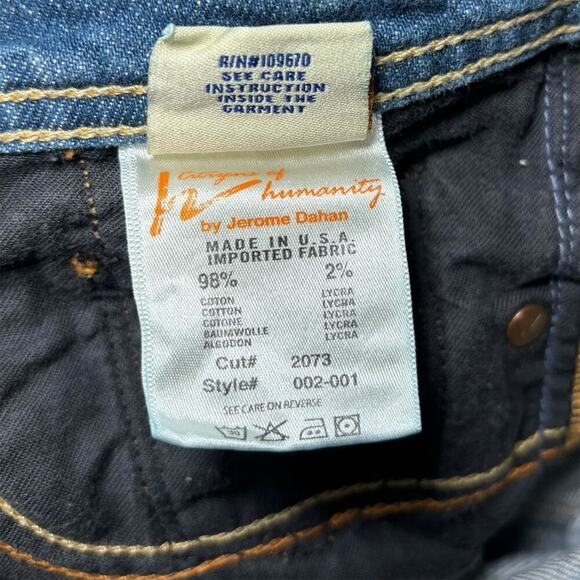 R/N#109670
SEE CARE
INSTRUCTION
INSIDE THE
GARMENT
citizens of
humanity
by Jerome Dahan
MADE IN U.S.A.
IMPORTED FABRIC
98% 2%
COTON LYCRA
COTTON LYCRA
CUTONE LYCRA
BAUMWOLLE LYCRA
ALGODON LYCRA
Cut# 2073
Style# 002-001
SEE CARE ON REVERSE